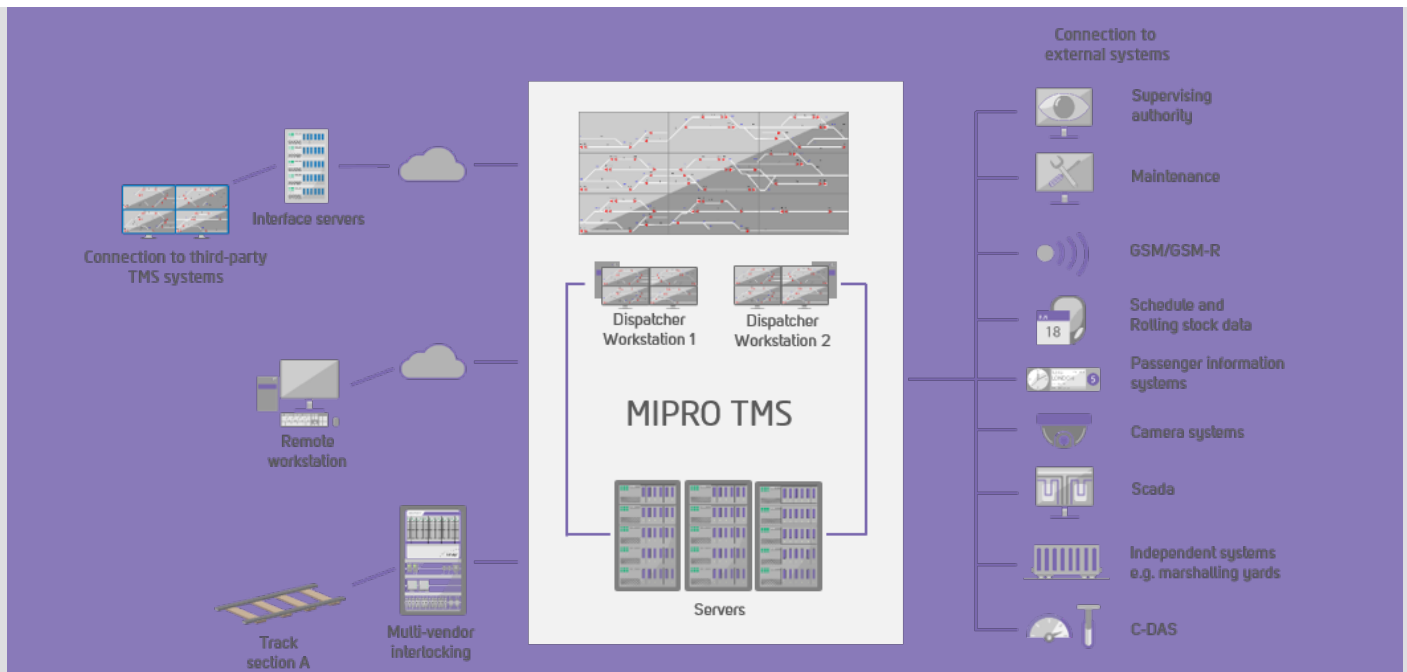 Connection to
external systems
Supervising
authority
Maintenance
GSM/GSM-R
Schedule and
Rolling stock data
18
Passenger information
systems
LONDON
5
Camera systems
Scada
Independent systems
e.g. marshalling yards
C-DAS
Interface servers
Connection to third-party
TMS systems
Remote
workstation
Multi-vendor
interlocking
Track
section A
Dispatcher
Workstation 1
Dispatcher
Workstation 2
MIPRO TMS
Servers